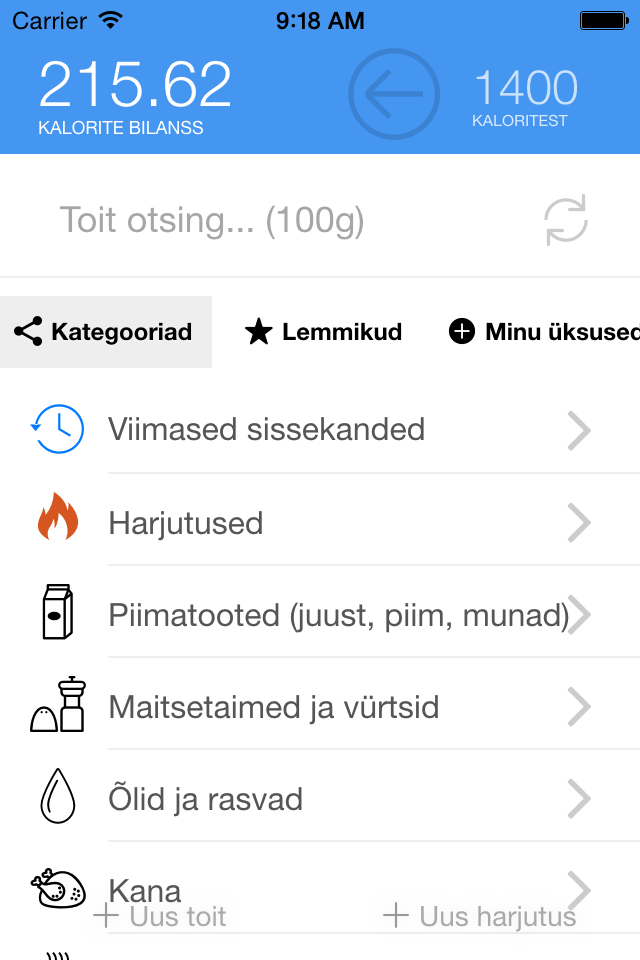 Carrier 9:18 AM
215.62 1400
KALORITE BILANSS KALORITEST
Toit otsing... (100g)
Kategooriad Lemmikud Minu üksused
Viimased sissekanded
Harjutused
Piimatooted (juust, piim, munad)
Maitsetaimed ja vürtsid
Õlid ja rasvad
Kana
Uus toit Uus harjutus